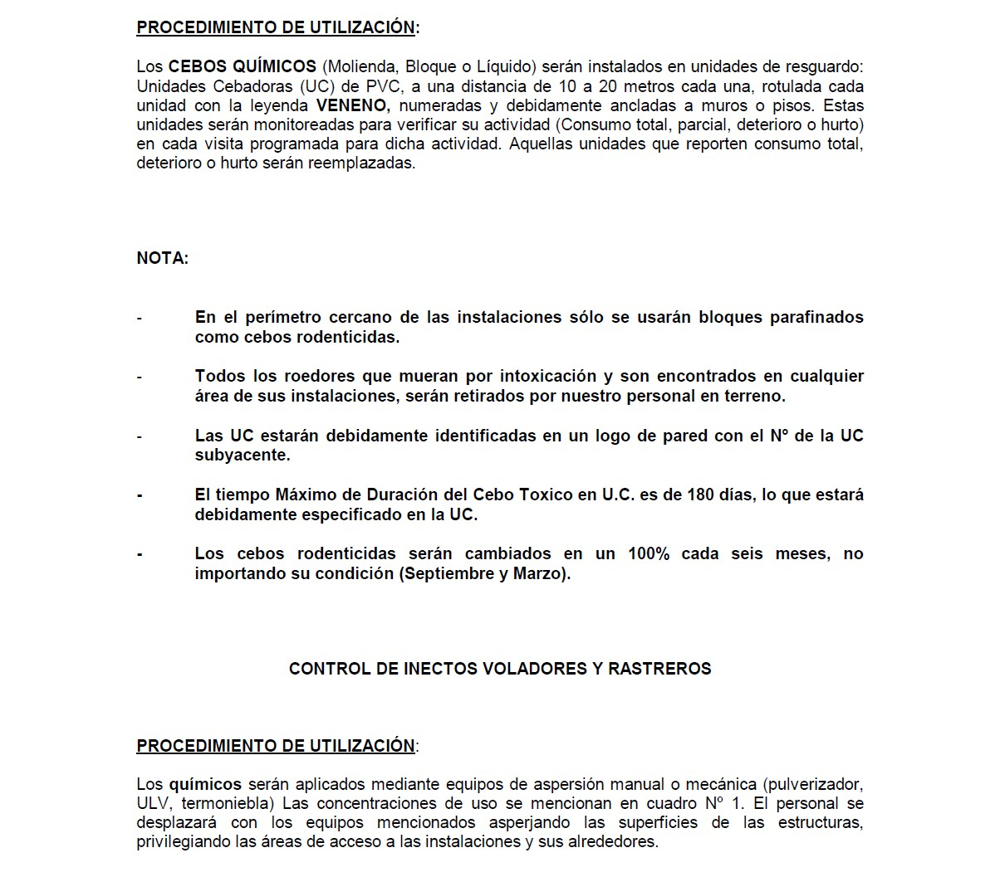 PROCEDIMIENTO DE UTILIZACIÓN:
Los CEBOS QUÍMICOS (Molienda, Bloque o Líquido) serán instalados en unidades de resguardo:
Unidades Cebadoras (UC) de PVC, a una distancia de 10 a 20 metros cada una, rotulada cada
unidad con la leyenda VENENO, numeradas y debidamente ancladas a muros o pisos. Estas
unidades serán monitoreadas para verificar su actividad (Consumo total, parcial, deterioro o hurto)
en cada visita programada para dicha actividad. Aquellas unidades que reporten consumo total,
deterioro o hurto serán reemplazadas.
NOTA:
- En el perímetro cercano de las instalaciones sólo se usarán bloques parafinados
como cebos rodenticidas.
- Todos los roedores que mueran por intoxicación y son encontrados en cualquier
área de sus instalaciones, serán retirados por nuestro personal en terreno.
- Las UC estarán debidamente identificadas en un logo de pared con el Nº de la UC
subyacente.
- El tiempo Máximo de Duración del Cebo Toxico en U.C. es de 180 días, lo que estará
debidamente especificado en la UC.
- Los cebos rodenticidas serán cambiados en un 100% cada seis meses, no
importando su condición (Septiembre y Marzo).
CONTROL DE INECTOS VOLADORES Y RASTREROS
PROCEDIMIENTO DE UTILIZACIÓN:
Los químicos serán aplicados mediante equipos de aspersión manual o mecánica (pulverizador,
ULV, termoniebla) Las concentraciones de uso se mencionan en cuadro Nº 1. El personal se
desplazará con los equipos mencionados asperjando las superficies de las estructuras,
privilegiando las áreas de acceso a las instalaciones y sus alrededores.